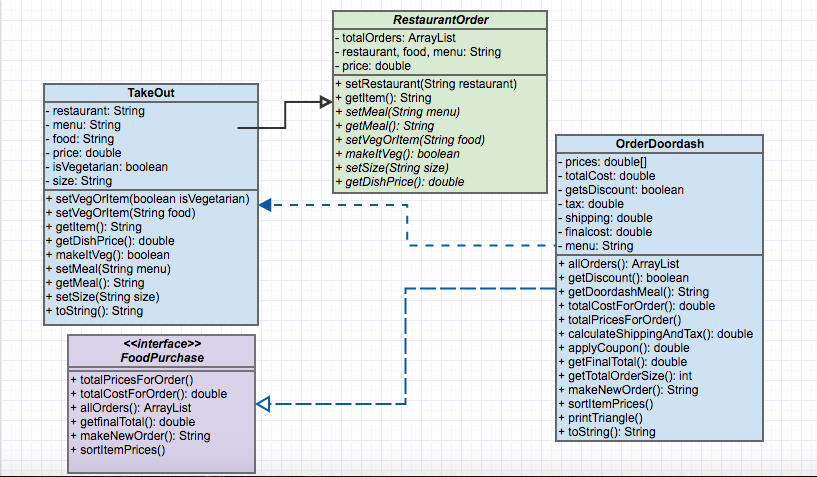 RestaurantOrder
- totalOrders: ArrayList
- restaurant, food, menu: String
- price: double
+ setRestaurant(String restaurant)
+ getItem(): String
+ setMeal(String menu)
+ getMeal(): String
+ setVegOrItem(String food)
+ makeItVeg(): boolean
+ setSize(String size)
+ getDishPrice(): double
TakeOut
- restaurant: String
- menu: String
- food: String
- price: double
- isVegetarian: boolean
- size: String
+ setVegOrItem(boolean isVegetarian)
+ setVegOrItem(String food)
+ getItem(): String
+ getDishPrice(): double
+ makeItVeg(): boolean
+ setMeal(String menu)
+ getMeal(): String
+ setSize(String size)
+ toString(): String
OrderDoordash
- prices: double[]
- totalCost: double
- getsDiscount: boolean
- tax: double
- shipping: double
- finalcost: double
- menu: String
+ allOrders(): ArrayList
+ getDiscount(): boolean
+ getDoordashMeal(): String
+ totalCostForOrder(): double
+ totalPricesForOrder()
+ calculateShippingAndTax(): double
+ applyCoupon(): double
+ getFinalTotal(): double
+ getTotalOrderSize(): int
+ makeNewOrder(): String
+ sortItemPrices()
+ printTriangle()
+ toString(): String
<<interface>>
FoodPurchase
+ totalPricesForOrder()
+ totalCostForOrder(): double
+ allOrders(): ArrayList
+ getfinalTotal(): double
+ makeNewOrder(): String
+ sortItemPrices()